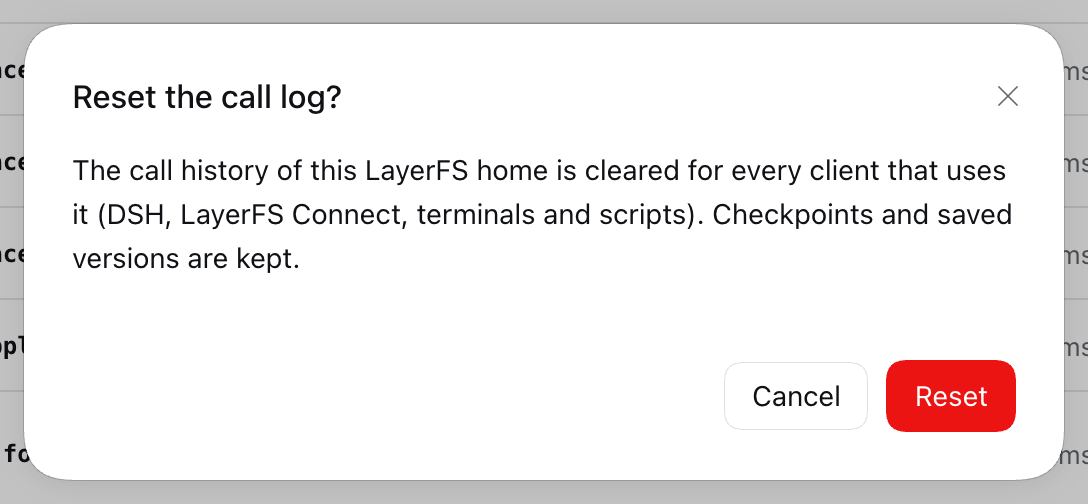 Reset the call log?
The call history of this LayerFS home is cleared for every client that uses
it (DSH, LayerFS Connect, terminals and scripts). Checkpoints and saved
versions are kept.
Cancel Reset